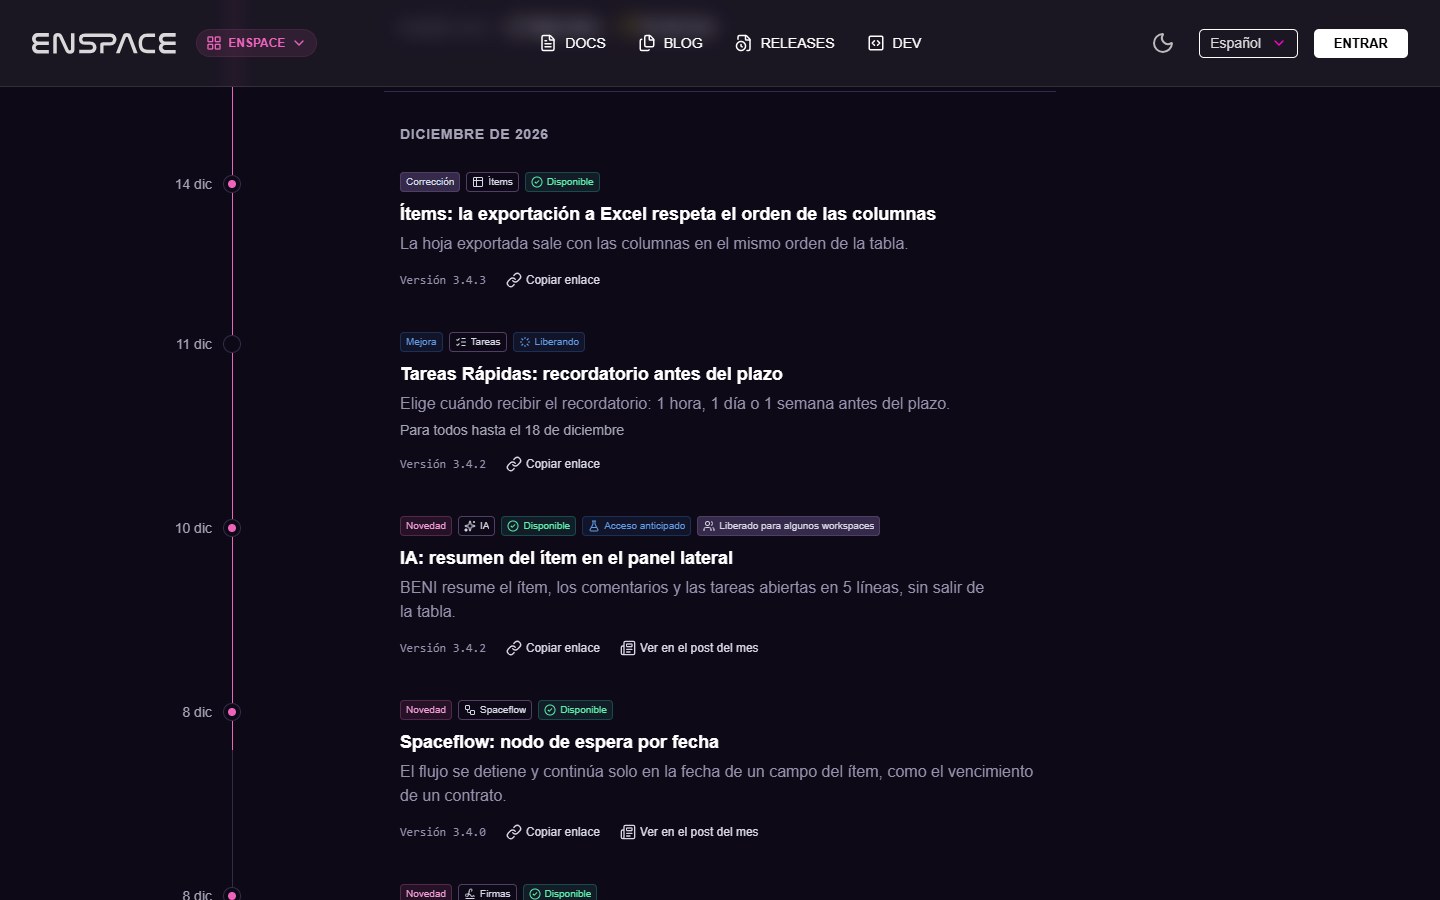 ENSPACE
ENSPACE
DOCS
BLOG
RELEASES
DEV
Español
ENTRAR
DICIEMBRE DE 2026
14 dic
Corrección
Ítems
Disponible
Ítems: la exportación a Excel respeta el orden de las columnas
La hoja exportada sale con las columnas en el mismo orden de la tabla.
Versión 3.4.3
Copiar enlace
11 dic
Mejora
Tareas
Liberando
Tareas Rápidas: recordatorio antes del plazo
Elige cuándo recibir el recordatorio: 1 hora, 1 día o 1 semana antes del plazo.
Para todos hasta el 18 de diciembre
Versión 3.4.2
Copiar enlace
10 dic
Novedad
IA
Disponible
Acceso anticipado
Liberado para algunos workspaces
IA: resumen del ítem en el panel lateral
BENI resume el ítem, los comentarios y las tareas abiertas en 5 líneas, sin salir de
la tabla.
Versión 3.4.2
Copiar enlace
Ver en el post del mes
8 dic
Novedad
Spaceflow
Disponible
Spaceflow: nodo de espera por fecha
El flujo se detiene y continúa solo en la fecha de un campo del ítem, como el vencimiento
de un contrato.
Versión 3.4.0
Copiar enlace
Ver en el post del mes
8 dic
Novedad
Firmas
Disponible